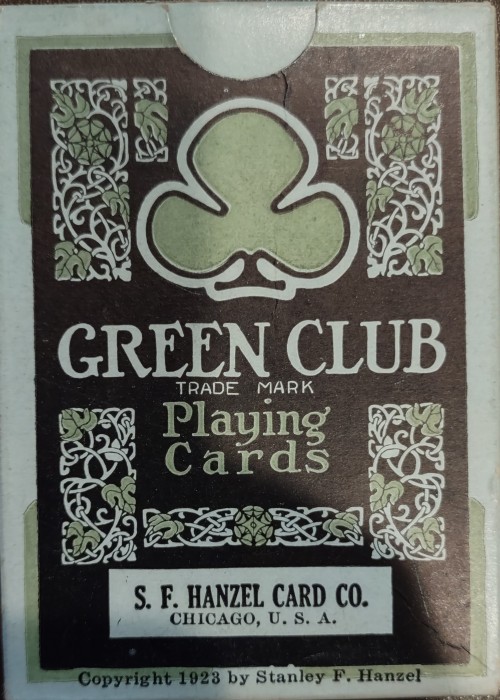 GREEN CLUB
TRADE MARK
Playing
Cards
S. F. HANZEL CARD CO.
CHICAGO, U. S. A.
Copyright 1923 by Stanley F. Hanzel